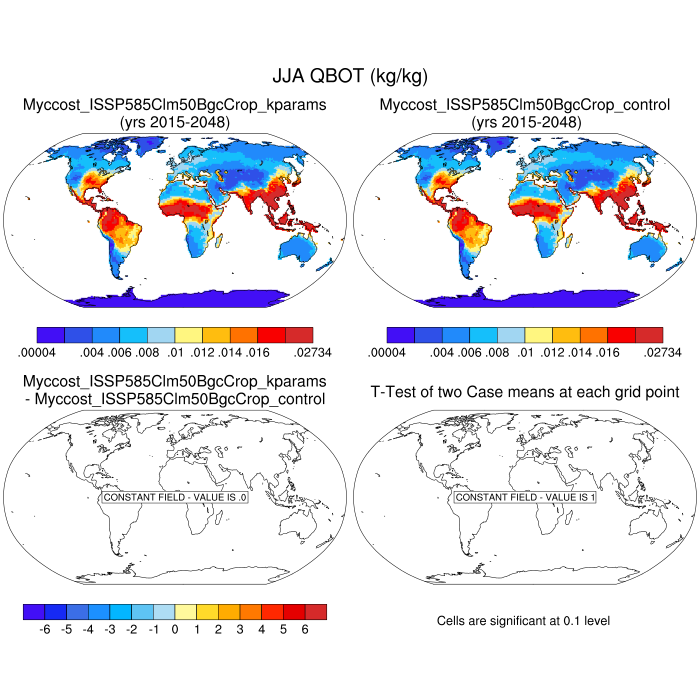 JJA QBOT (kg/kg)
Myccost_ISSP585Clm50BgcCrop_kparams
(yrs 2015-2048)
Myccost_ISSP585Clm50BgcCrop_control
(yrs 2015-2048)
.00004 .004 .006 .008 .01 .012 .014 .016 .02734
.00004 .004 .006 .008 .01 .012 .014 .016 .02734
Myccost_ISSP585Clm50BgcCrop_kparams
- Myccost_ISSP585Clm50BgcCrop_control
T-Test of two Case means at each grid point
CONSTANT FIELD - VALUE IS .0
CONSTANT FIELD - VALUE IS 1
-6 -5 -4 -3 -2 -1 0 1 2 3 4 5 6
Cells are significant at 0.1 level